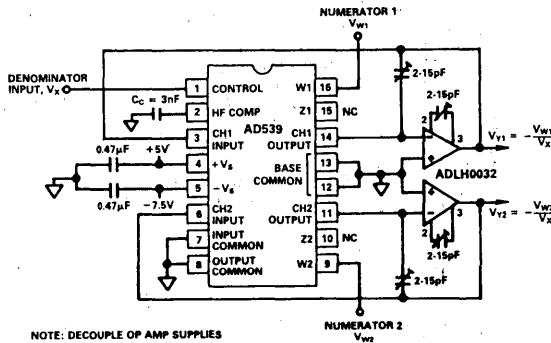 NUMERATOR 1
VW1
DENOMINATOR
INPUT, VX
CC = 3nF
0.47μF
+5V
0.47μF
-7.5V
1 CONTROL
2 HF COMP
3 CH1 INPUT
4 +VS
5 -VS
6 CH2 INPUT
7 INPUT COMMON
8 OUTPUT COMMON
AD539
W1 16
Z1 15 NC
CH1 OUTPUT 14
BASE COMMON 13
12
CH2 OUTPUT 11
Z2 10 NC
W2 9
2-15pF
2-15pF
2
3
VY1 = -VW1/VX
ADLH0032
VY2 = -VW2/VX
2
3
2-15pF
2-15pF
NUMERATOR 2
VW2
NOTE: DECOUPLE OP AMP SUPPLIES